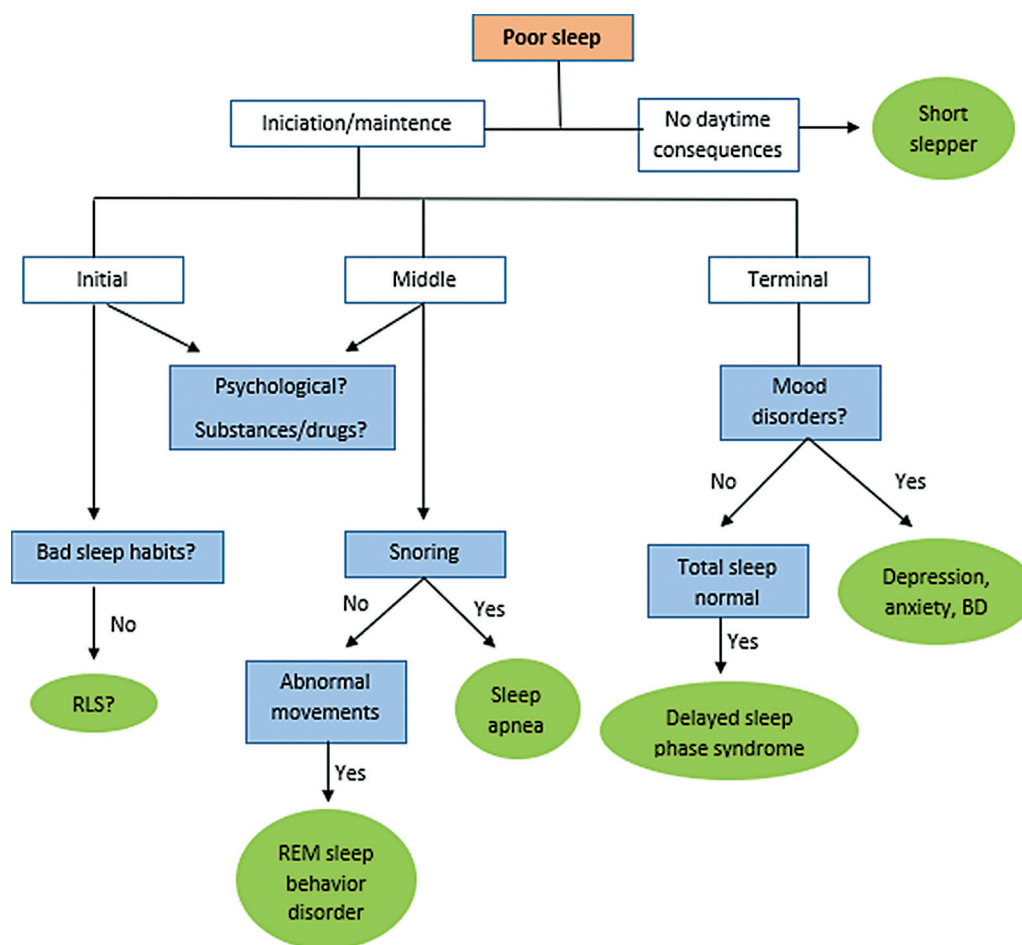 Poor sleep
Iniciation/maintence
No daytime
consequences
Short
slepper
Initial
Middle
Terminal
Psychological?
Substances/drugs?
Mood
disorders?
No
Yes
Bad sleep habits?
Snoring
Total sleep
normal
Depression,
anxiety, BD
No
No
Yes
Yes
RLS?
Abnormal
movements
Sleep
apnea
Delayed sleep
phase syndrome
Yes
REM sleep
behavior
disorder